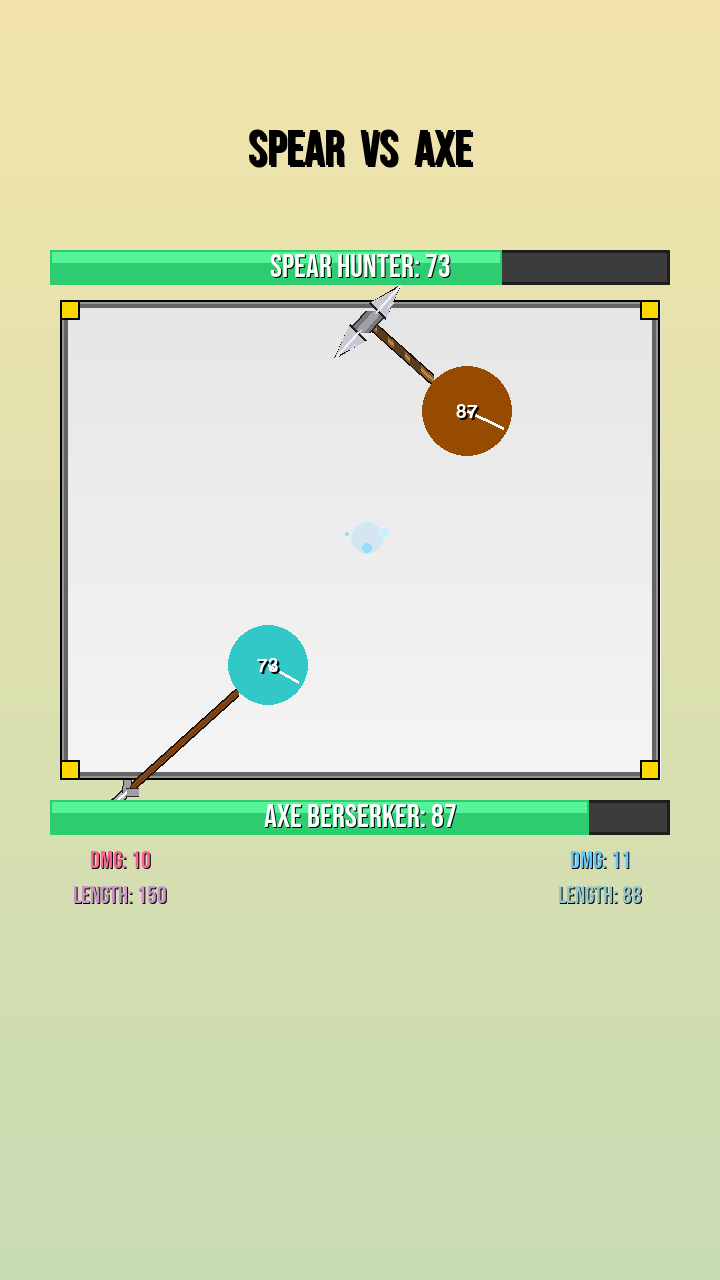 SPEAR VS AXE
SPEAR HUNTER: 73
87
73
AXE BERSERKER: 87
DMG: 10
DMG: 11
LENGTH: 150
LENGTH: 88